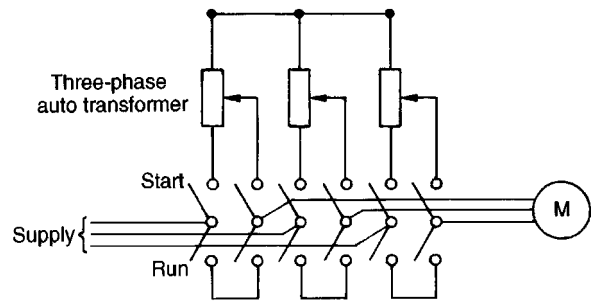 Three-phase
auto transformer
Start
M
Supply
Run